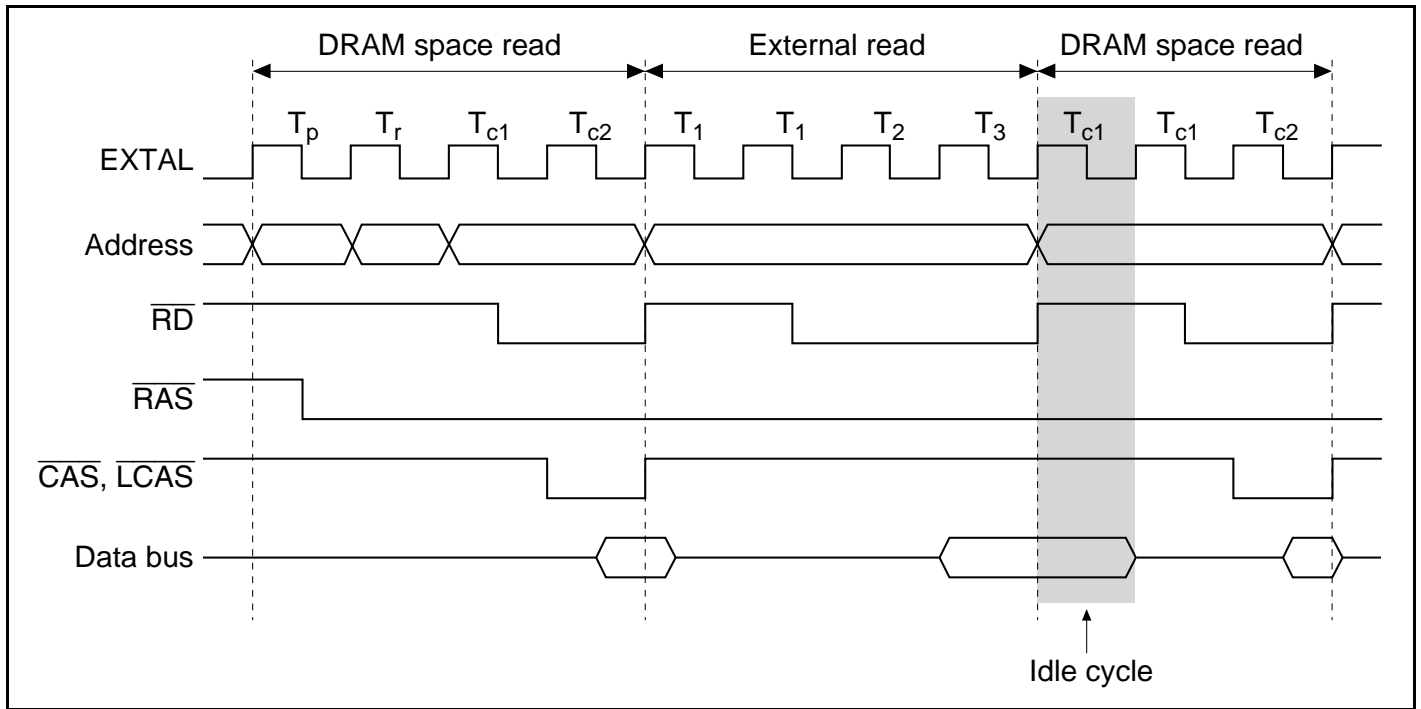 DRAM space read External read DRAM space read
Tp Tr Tc1 Tc2 T1 T1 T2 T3 Tc1 Tc1 Tc2
EXTAL
Address
RD
RAS
CAS, LCAS
Data bus
Idle cycle